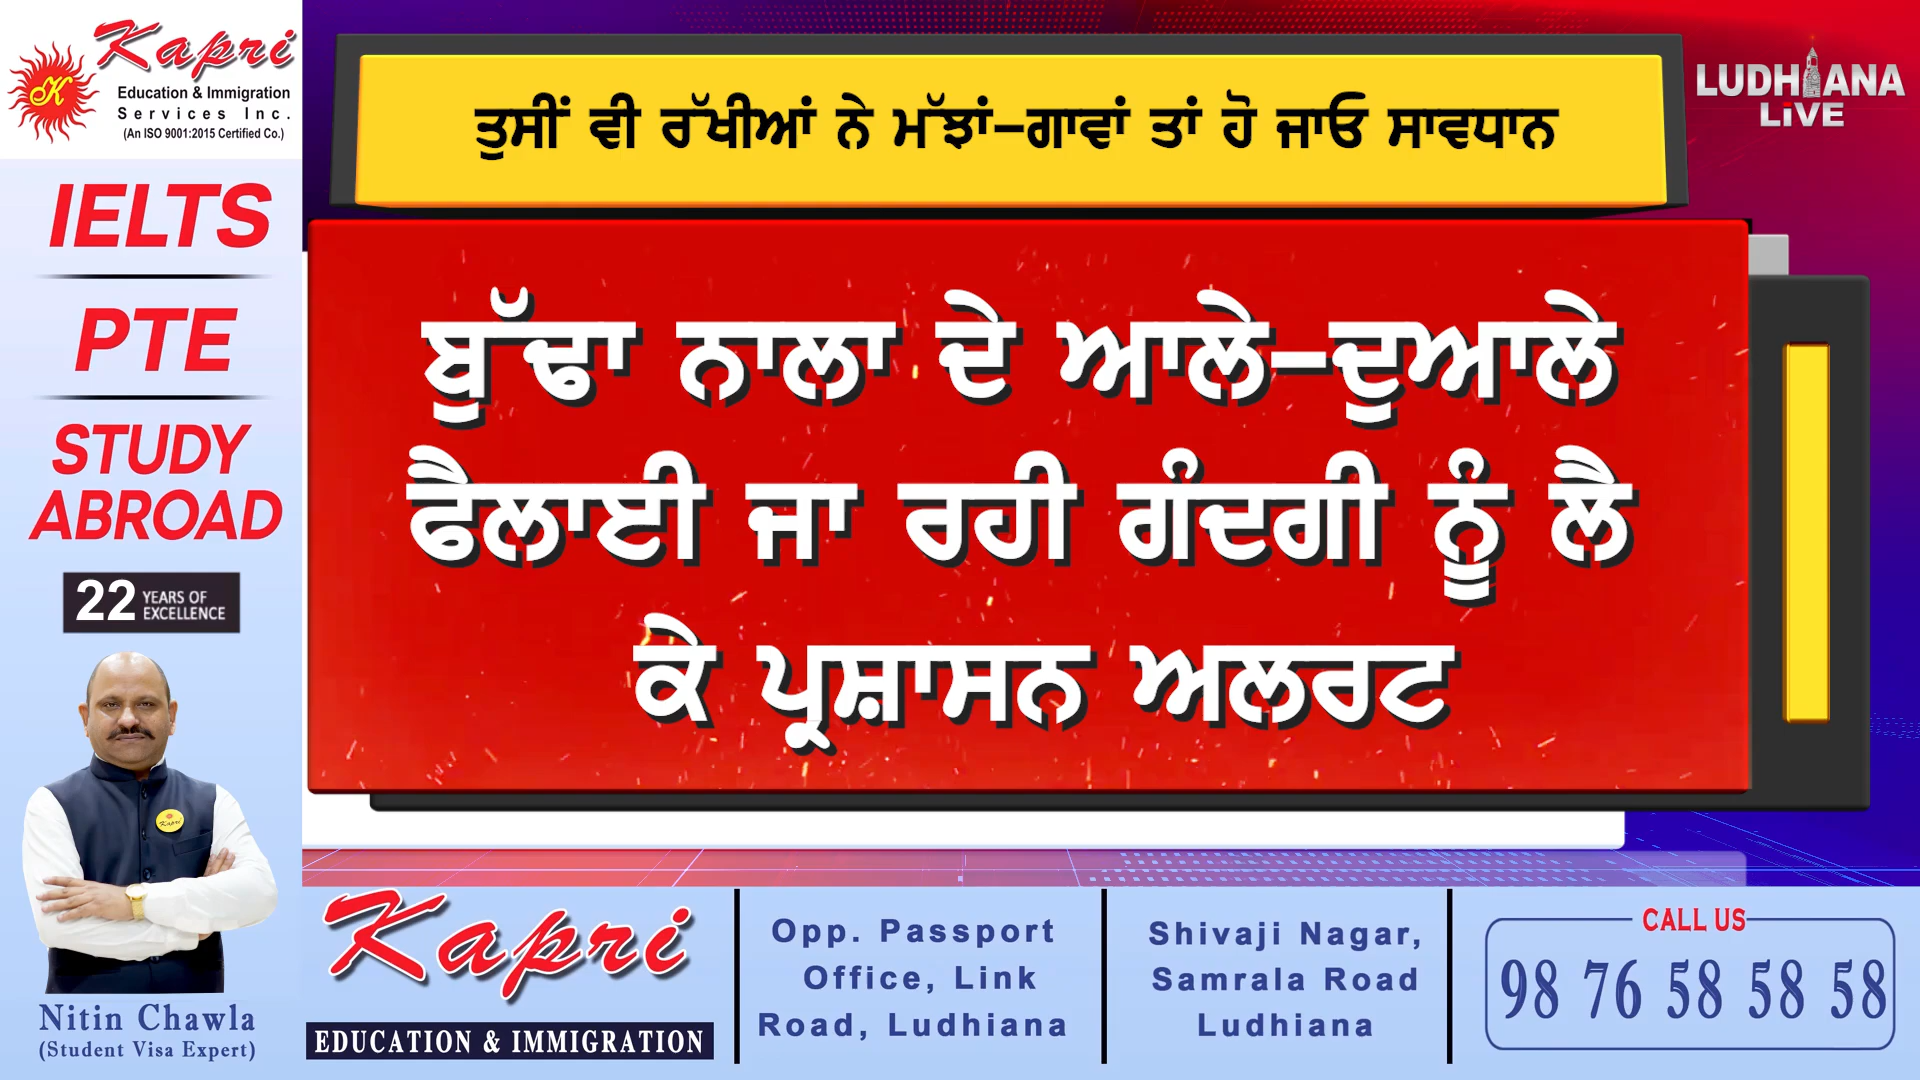 Kapri
K
Education & Immigration
Services Inc.
(An ISO 9001:2015 Certified Co.)
IELTS
PTE
STUDY
ABROAD
22 YEARS OF
EXCELLENCE
Kapri
Nitin Chawla
(Student Visa Expert)
ਤੁਸੀਂ ਵੀ ਰੱਖੀਆਂ ਨੇ ਮੱਝਾਂ-ਗਾਵਾਂ ਤਾਂ ਹੋ ਜਾਓ ਸਾਵਧਾਨ
LUDHIANA
LiVE
ਬੁੱਢਾ ਨਾਲਾ ਦੇ ਆਲੇ-ਦੁਆਲੇ
ਫੈਲਾਈ ਜਾ ਰਹੀ ਗੰਦਗੀ ਨੂੰ ਲੈ
ਕੇ ਪ੍ਰਸ਼ਾਸਨ ਅਲਰਟ
Kapri
EDUCATION & IMMIGRATION
Opp. Passport
Office, Link
Road, Ludhiana
Shivaji Nagar,
Samrala Road
Ludhiana
CALL US
98 76 58 58 58